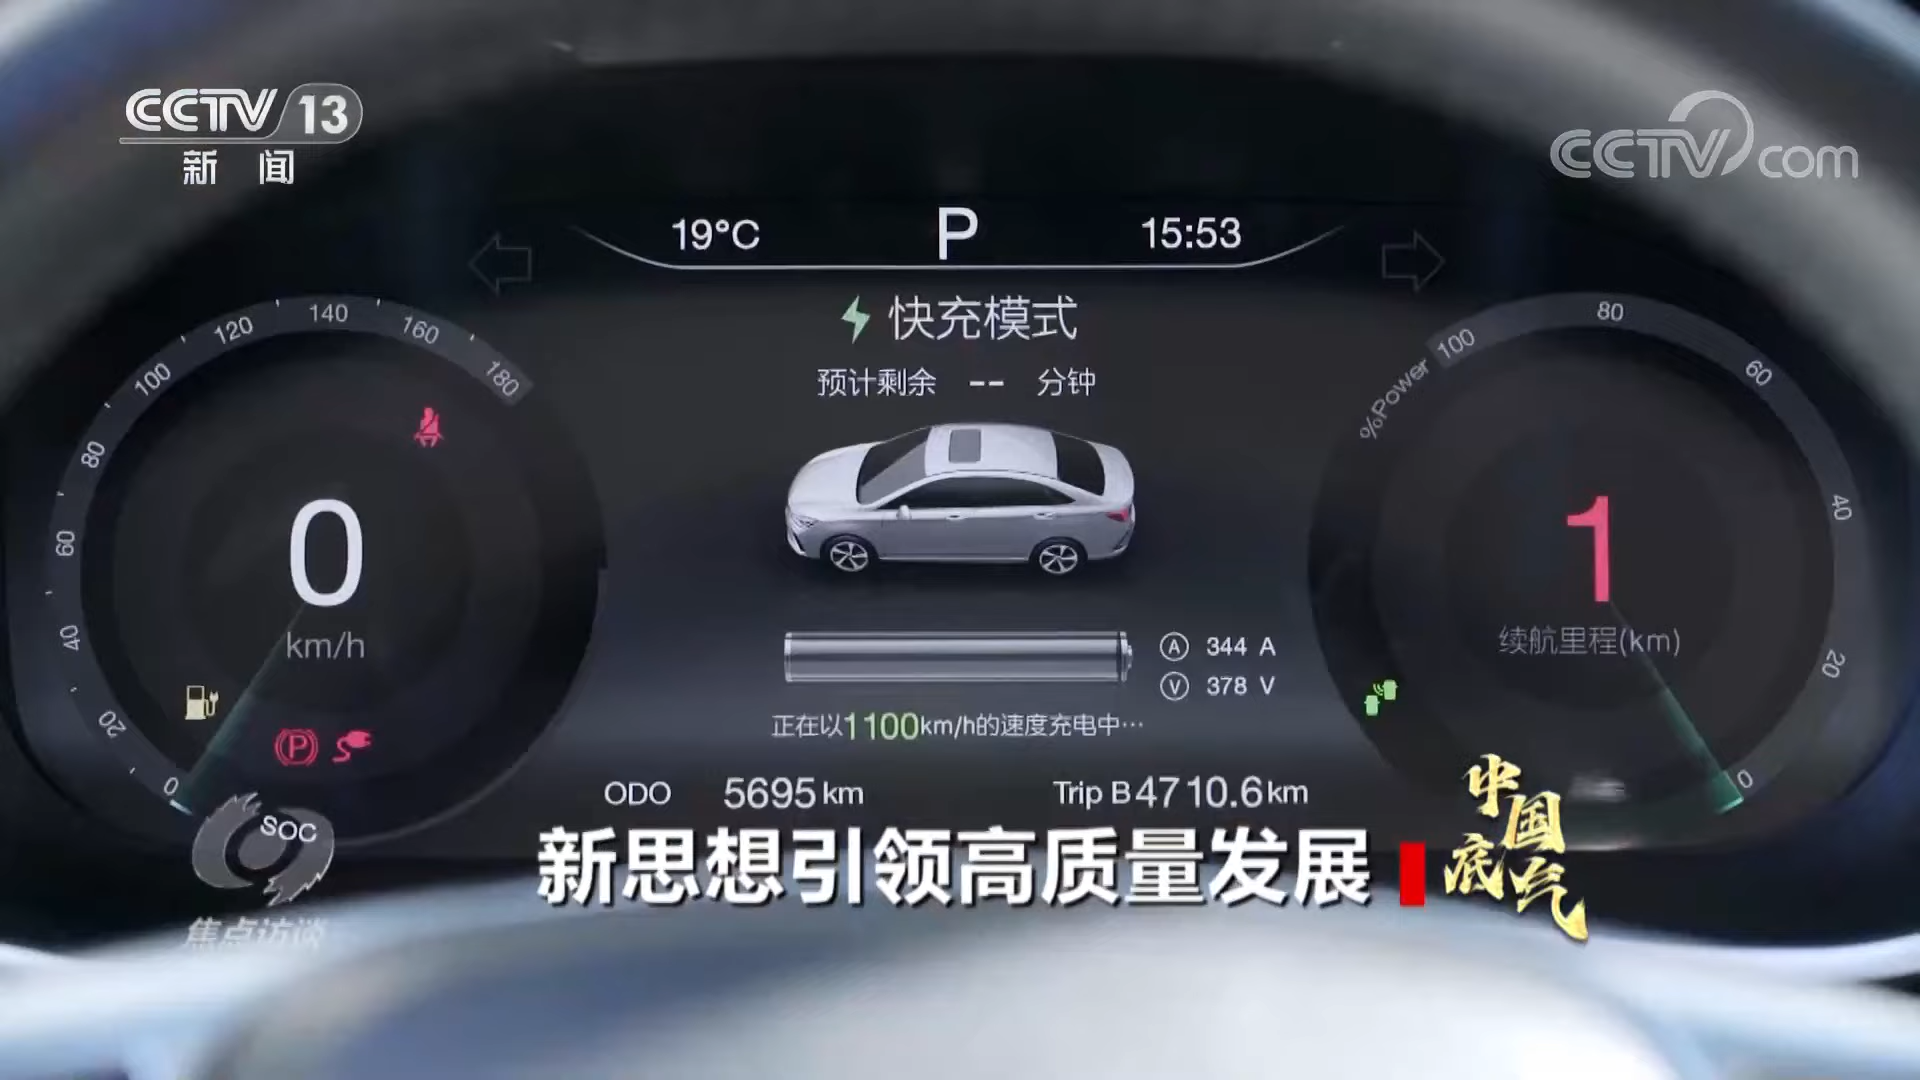 CCTV 13
新闻
CCTV com
19°C P 15:53
快充模式
预计剩余 -- 分钟
0
20
40
60
80
100
120
140
160
180
0
km/h
%Power
100
80
60
40
20
0
1
续航里程(km)
A 344 A
V 378 V
正在以1100km/h的速度充电中…
P
ODO 5695 km Trip B 4710.6 km
SOC
焦点访谈
新思想引领高质量发展
中国底气